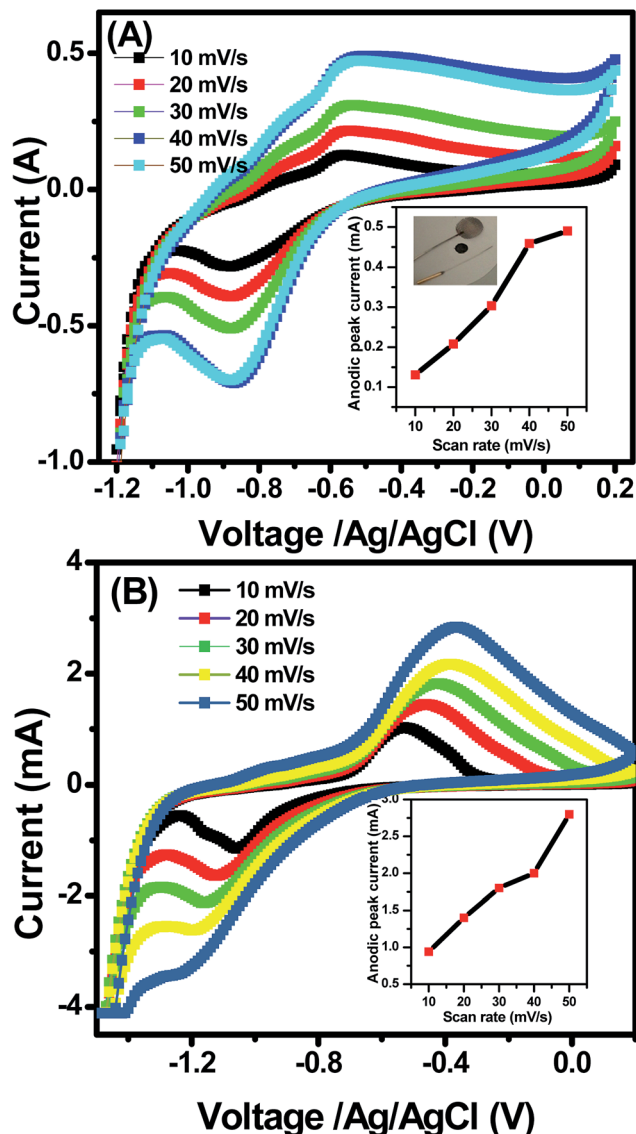 (A)
10 mV/s
20 mV/s
30 mV/s
40 mV/s
50 mV/s
Current (A)
0.5
0.0
-0.5
-1.0
-1.2 -1.0 -0.8 -0.6 -0.4 -0.2 0.0 0.2
Voltage /Ag/AgCl (V)
Anodic peak current (mA)
0.5
0.4
0.3
0.2
0.1
10 20 30 40 50
Scan rate (mV/s)
(B)
10 mV/s
20 mV/s
30 mV/s
40 mV/s
50 mV/s
Current (mA)
4
2
0
-2
-4
-1.2 -0.8 -0.4 0.0
Voltage /Ag/AgCl (V)
Anodic peak current (mA)
3.0
2.5
2.0
1.5
1.0
0.5
10 20 30 40 50
Scan rate (mV/s)